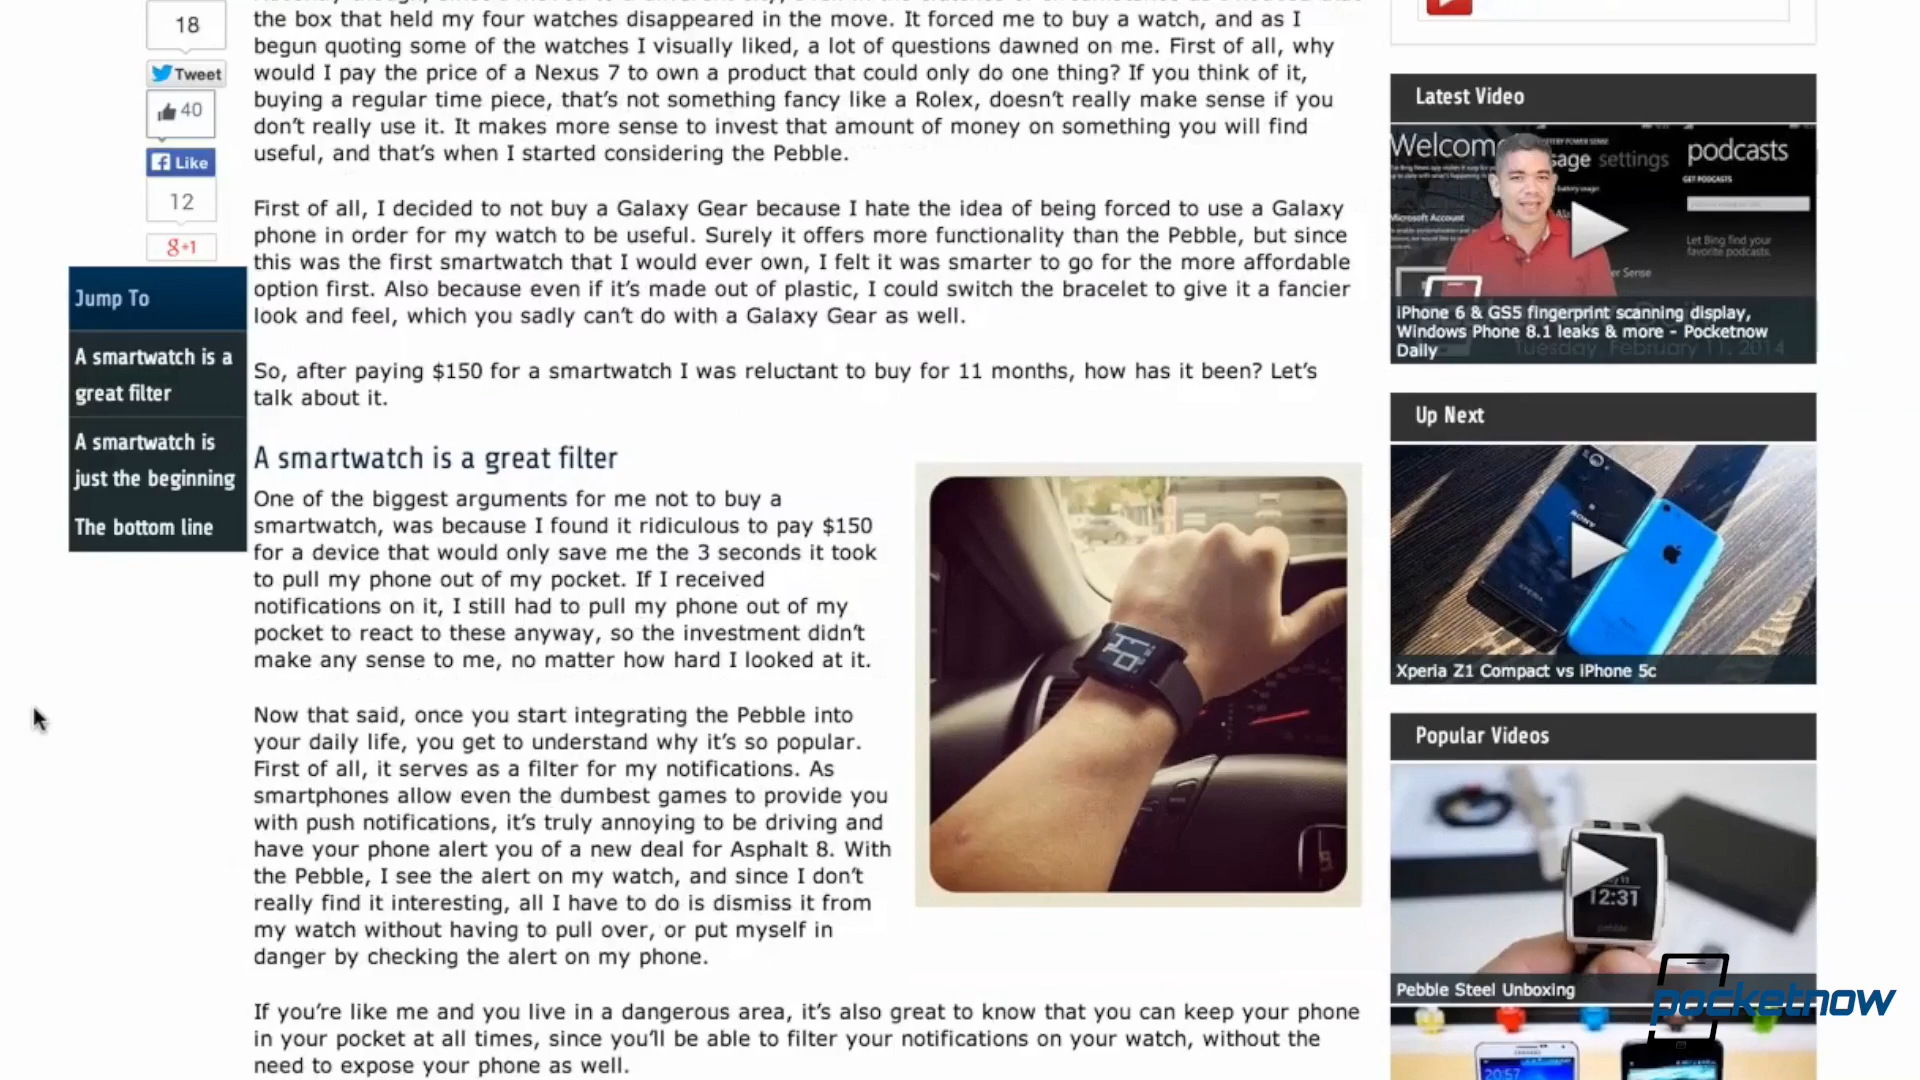 18
Tweet
40
Like
12
g+1
Jump To
A smartwatch is a
great filter
A smartwatch is
just the beginning
The bottom line
the box that held my four watches disappeared in the move. It forced me to buy a watch, and as I
begun quoting some of the watches I visually liked, a lot of questions dawned on me. First of all, why
would I pay the price of a Nexus 7 to own a product that could only do one thing? If you think of it,
buying a regular time piece, that's not something fancy like a Rolex, doesn't really make sense if you
don't really use it. It makes more sense to invest that amount of money on something you will find
useful, and that's when I started considering the Pebble.
First of all, I decided to not buy a Galaxy Gear because I hate the idea of being forced to use a Galaxy
phone in order for my watch to be useful. Surely it offers more functionality than the Pebble, but since
this was the first smartwatch that I would ever own, I felt it was smarter to go for the more affordable
option first. Also because even if it's made out of plastic, I could switch the bracelet to give it a fancier
look and feel, which you sadly can't do with a Galaxy Gear as well.
So, after paying $150 for a smartwatch I was reluctant to buy for 11 months, how has it been? Let's
talk about it.
A smartwatch is a great filter
One of the biggest arguments for me not to buy a
smartwatch, was because I found it ridiculous to pay $150
for a device that would only save me the 3 seconds it took
to pull my phone out of my pocket. If I received
notifications on it, I still had to pull my phone out of my
pocket to react to these anyway, so the investment didn't
make any sense to me, no matter how hard I looked at it.
Now that said, once you start integrating the Pebble into
your daily life, you get to understand why it's so popular.
First of all, it serves as a filter for my notifications. As
smartphones allow even the dumbest games to provide you
with push notifications, it's truly annoying to be driving and
have your phone alert you of a new deal for Asphalt 8. With
the Pebble, I see the alert on my watch, and since I don't
really find it interesting, all I have to do is dismiss it from
my watch without having to pull over, or put myself in
danger by checking the alert on my phone.
If you're like me and you live in a dangerous area, it's also great to know that you can keep your phone
in your pocket at all times, since you'll be able to filter your notifications on your watch, without the
need to expose your phone as well.
Latest Video
Welcom
sage settings
podcasts
GET PODCASTS
Microsoft Account
Let Bing find your
favorite podcasts.
er Sense
iPhone 6 & GS5 fingerprint scanning display,
Windows Phone 8.1 leaks & more - Pocketnow
Daily
Tuesday, February 11, 2014
Up Next
SONY
XPERIA
Xperia Z1 Compact vs iPhone 5c
Popular Videos
12:31
pebble
Pebble Steel Unboxing
pocketnow
SAMSUNG
20:57